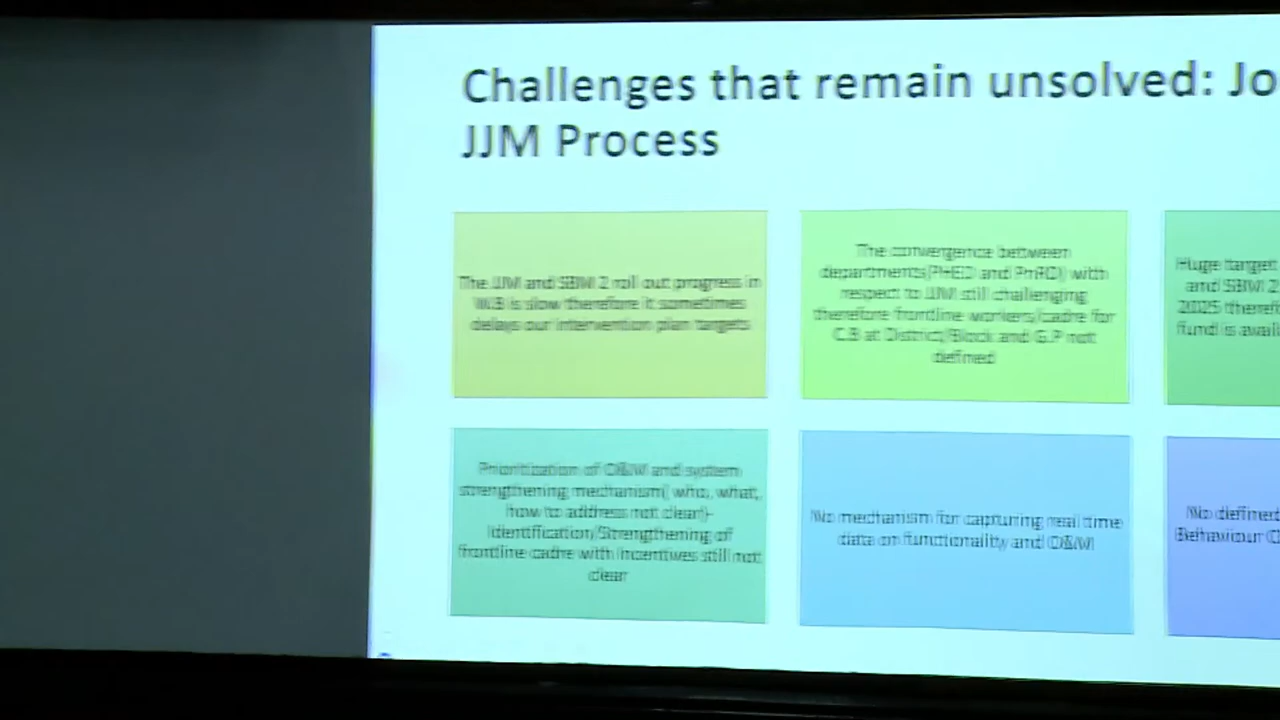 Challenges that remain unsolved: Jo
JJM Process
The JJM and SBM 2 roll out progress in
W.B is slow therefore it sometimes
delays our intervention plan targets
The convergence between
departments(PHED and PnRD) with
respect to JJM still challenging
therefore frontline workers/cadre for
C.B at District/Block and G.P not
defined
Huge target
and SBM 2
2025 theref
fund is avail
Prioritization of O&M and system
strengthening mechanism( who, what,
how to address not clear)-
Identification/Strengthening of
frontline cadre with incentives still not
clear
No mechanism for capturing real time
data on functionality and O&M
No defined
Behaviour C